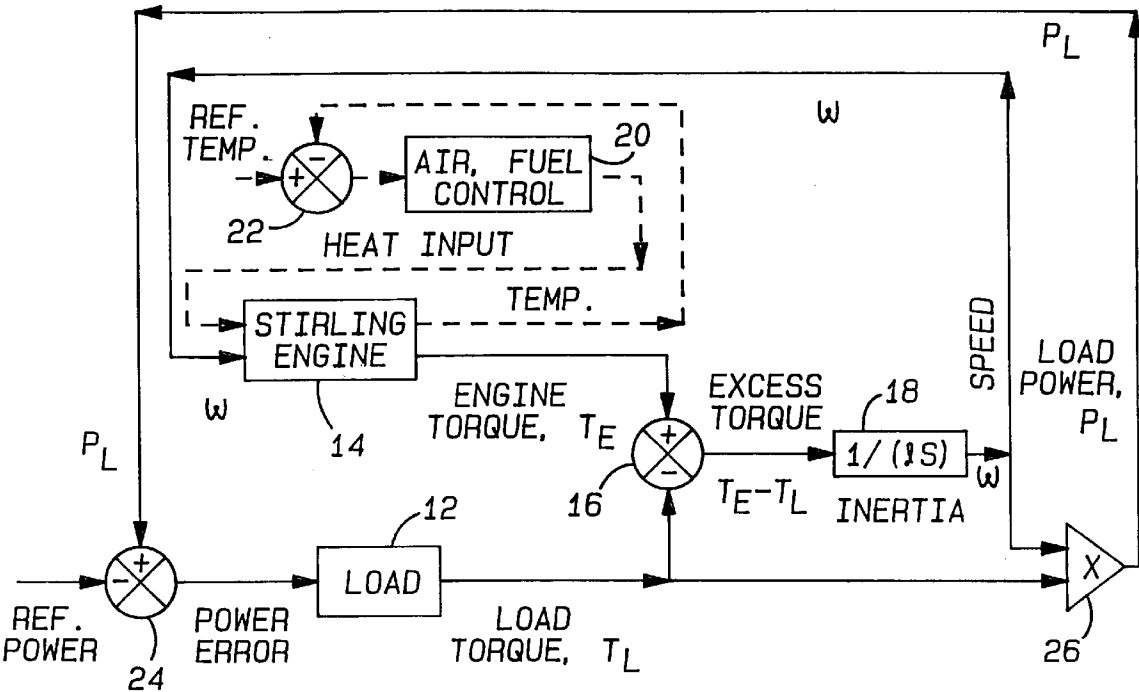 P_L
ω
REF.
TEMP.
−
+
22
AIR, FUEL
CONTROL
20
HEAT INPUT
TEMP.
STIRLING
ENGINE
14
ω
ENGINE
TORQUE, T_E
+
−
16
EXCESS
TORQUE
T_E-T_L
18
1/(IS)
INERTIA
ω
SPEED
LOAD
POWER,
P_L
P_L
+
−
24
REF.
POWER
POWER
ERROR
12
LOAD
LOAD
TORQUE, T_L
X
26